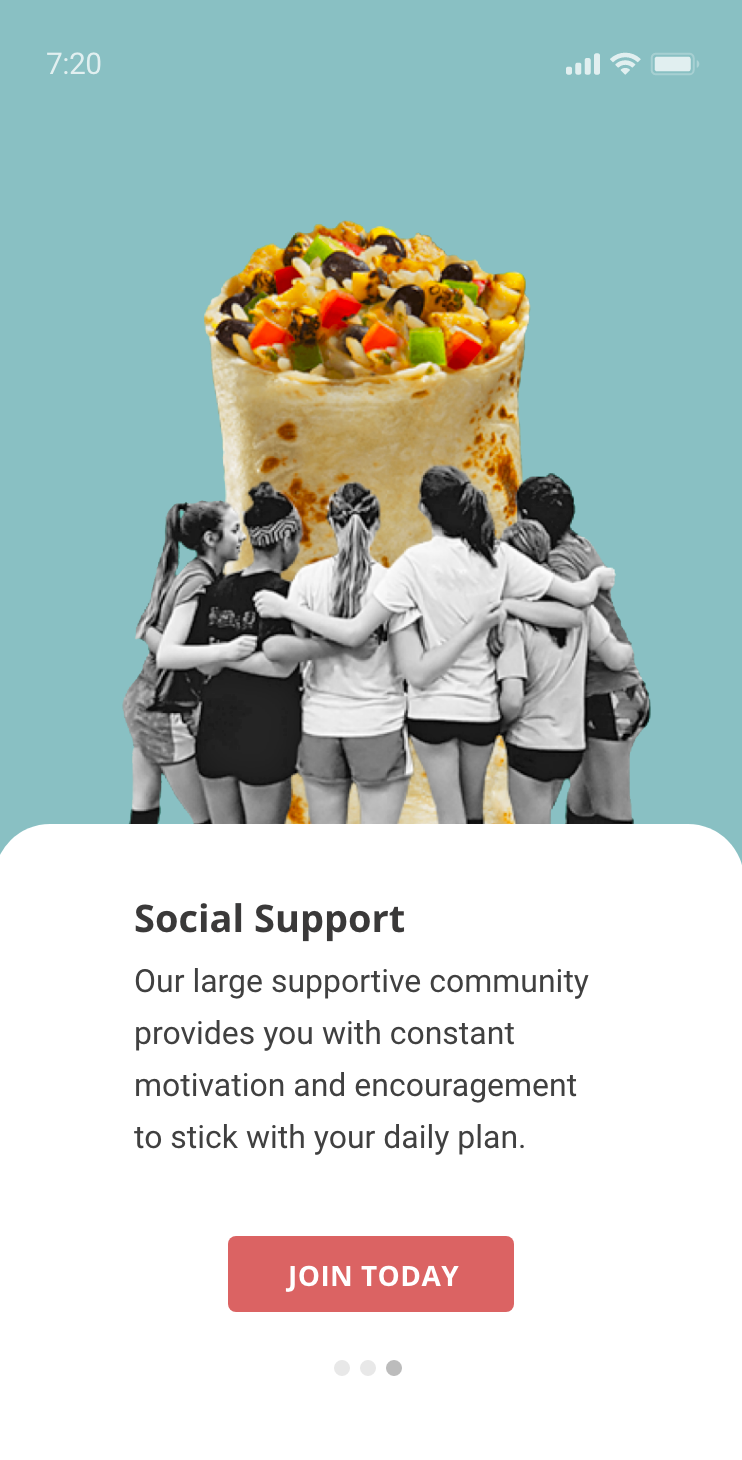 7:20
Social Support
Our large supportive community
provides you with constant
motivation and encouragement
to stick with your daily plan.
JOIN TODAY